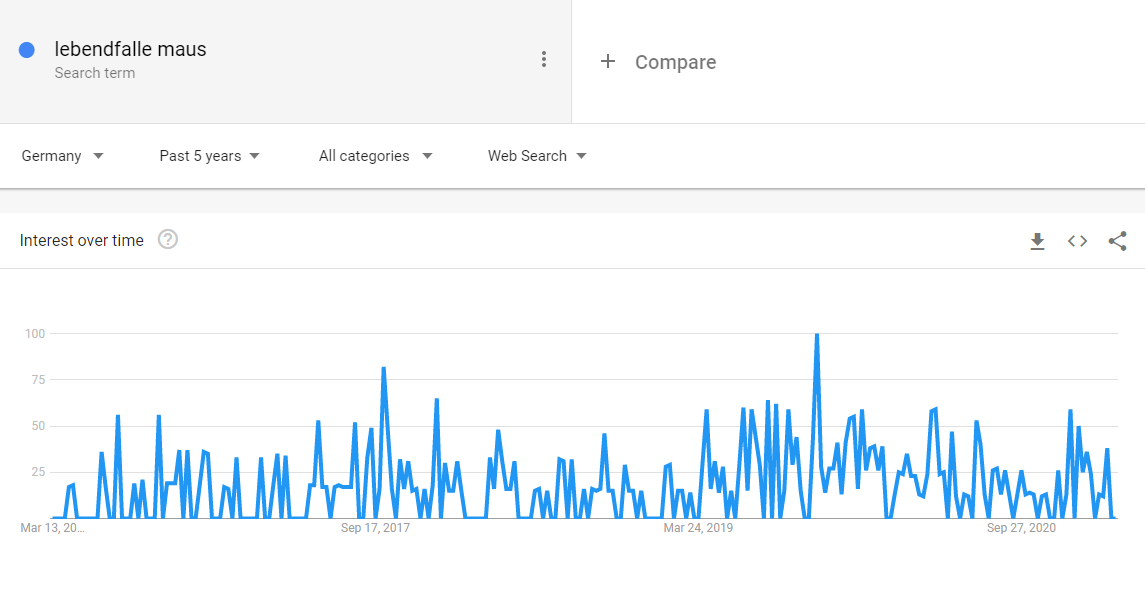 lebendfalle maus
Search term
Compare
Germany Past 5 years All categories Web Search
Interest over time ?
100
75
50
25
Mar 13, 20... Sep 17, 2017 Mar 24, 2019 Sep 27, 2020